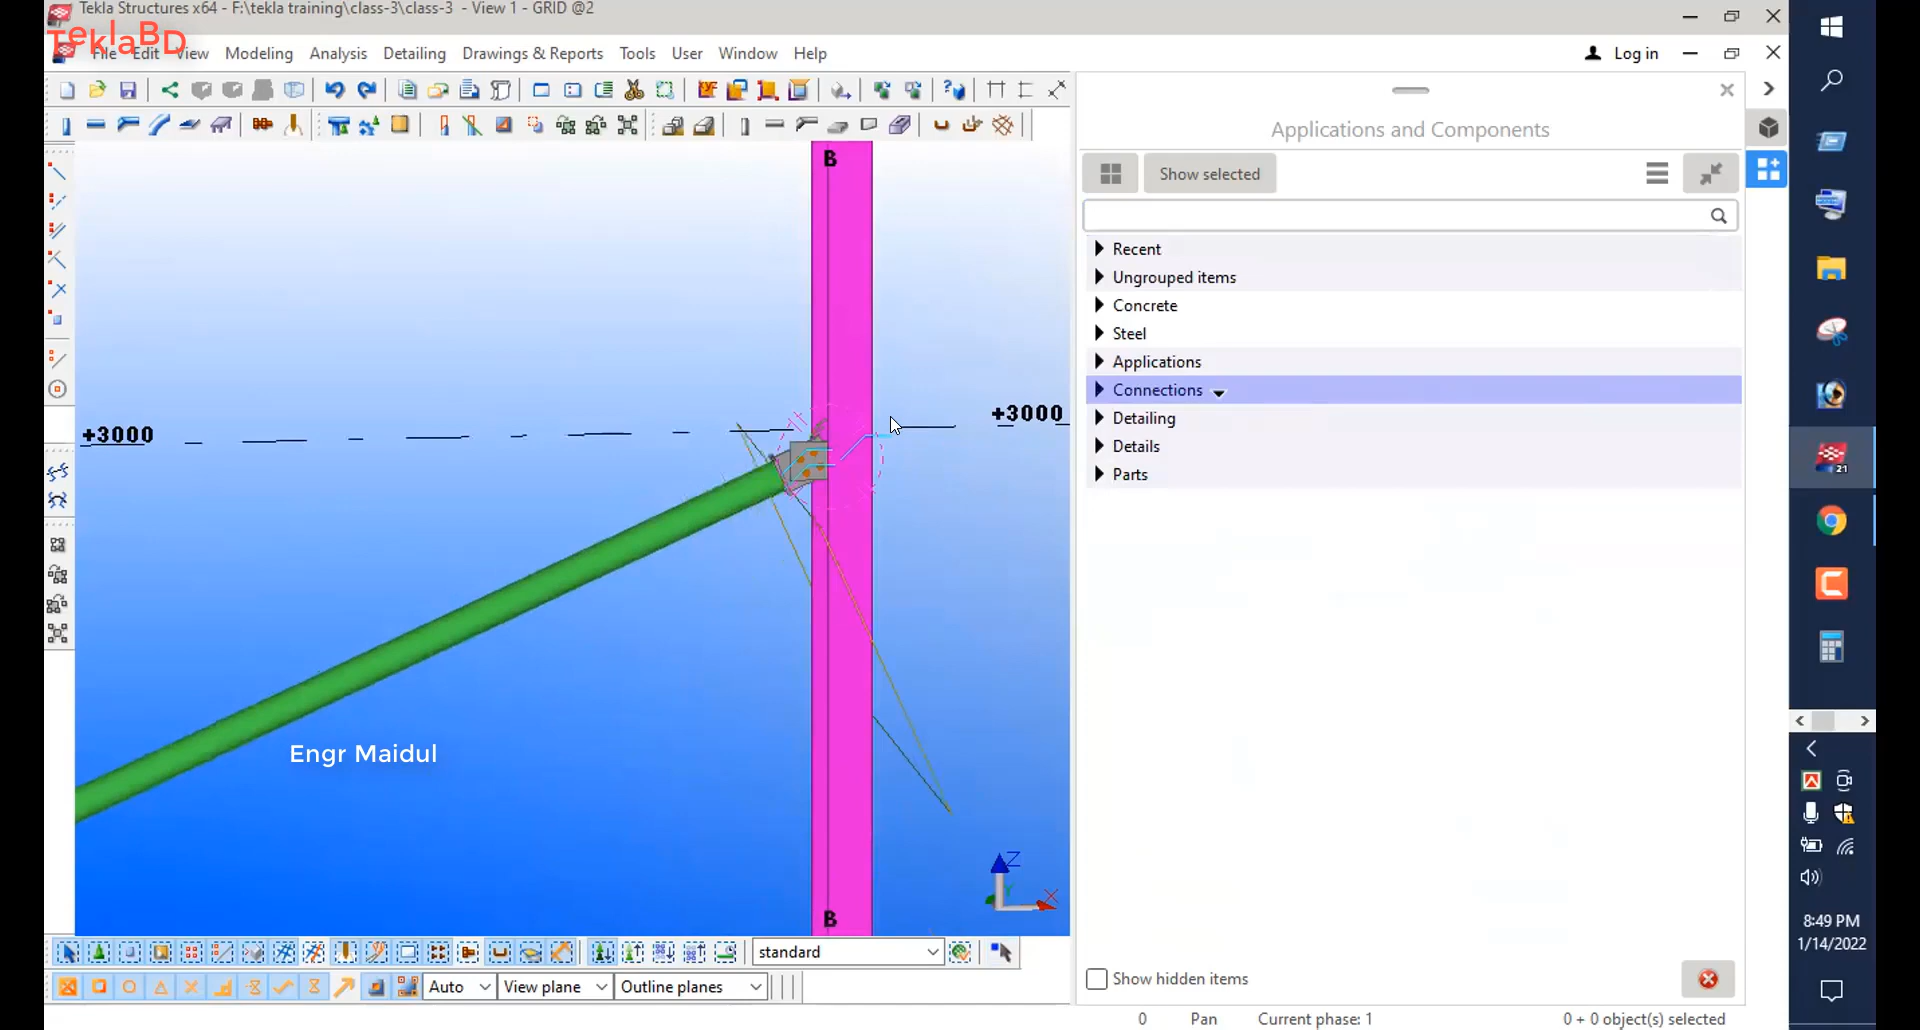 Tekla Structures x64 - F:\tekla training\class-3\class-3 - View 1 - GRID @2
TeklaBD
File Edit View Modeling Analysis Detailing Drawings & Reports Tools User Window Help
Log in
Applications and Components
Show selected
Recent
Ungrouped items
Concrete
Steel
Applications
Connections
Detailing
Details
Parts
B
+3000
+3000
Engr Maidul
Z
Y
X
B
21
standard
Auto
View plane
Outline planes
Show hidden items
0
Pan
Current phase: 1
0 + 0 object(s) selected
8:49 PM
1/14/2022